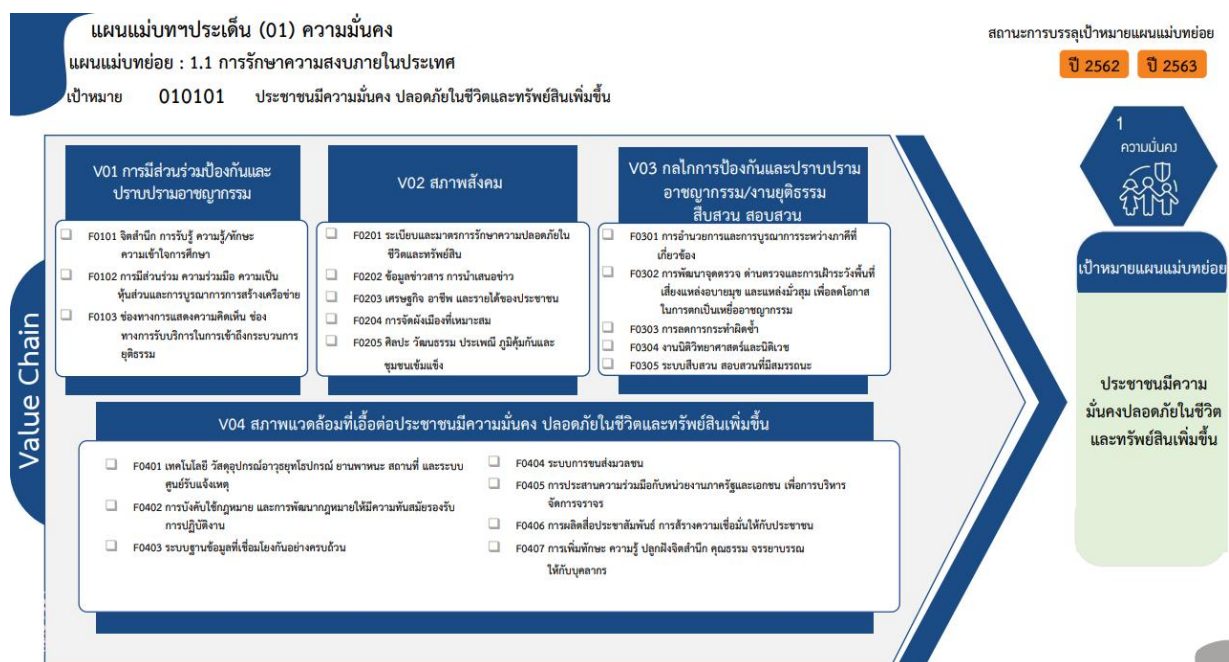 แผนแม่บทฯประเด็น (01) ความมั่นคง
แผนแม่บทย่อย : 1.1 การรักษาความสงบภายในประเทศ
เป้าหมาย 010101 ประชาชนมีความมั่นคง ปลอดภัยในชีวิตและทรัพย์สินเพิ่มขึ้น
สถานะการบรรลุเป้าหมายแผนแม่บทย่อย
ปี 2562 ปี 2563
Value Chain
V01 การมีส่วนร่วมป้องกันและ
ปราบปรามอาชญากรรม
F0101 จิตสำนึก การรับรู้ ความรู้/ทักษะ
ความเข้าใจการศึกษา
F0102 การมีส่วนร่วม ความร่วมมือ ความเป็น
หุ้นส่วนและการบูรณาการการสร้างเครือข่าย
F0103 ช่องทางการแสดงความคิดเห็น ช่อง
ทางการรับบริการในการเข้าถึงกระบวนการ
ยุติธรรม
V02 สภาพสังคม
F0201 ระเบียบและมาตรการรักษาความปลอดภัยใน
ชีวิตและทรัพย์สิน
F0202 ข้อมูลข่าวสาร การนำเสนอข่าว
F0203 เศรษฐกิจ อาชีพ และรายได้ของประชาชน
F0204 การจัดผังเมืองที่เหมาะสม
F0205 ศิลปะ วัฒนธรรม ประเพณี ภูมิคุ้มกันและ
ชุมชนเข้มแข็ง
V03 กลไกการป้องกันและปราบปราม
อาชญากรรม/งานยุติธรรม
สืบสวน สอบสวน
F0301 การอำนวยการและการบูรณาการระหว่างภาคีที่
เกี่ยวข้อง
F0302 การพัฒนาจุดตรวจ ด่านตรวจและการเฝ้าระวังพื้นที่
เสี่ยงแหล่งอบายมุข และแหล่งมั่วสุม เพื่อลดโอกาส
ในการตกเป็นเหยื่ออาชญากรรม
F0303 การลดการกระทำผิดซ้ำ
F0304 งานนิติวิทยาศาสตร์และนิติเวช
F0305 ระบบสืบสวน สอบสวนที่มีสมรรถนะ
V04 สภาพแวดล้อมที่เอื้อต่อประชาชนมีความมั่นคง ปลอดภัยในชีวิตและทรัพย์สินเพิ่มขึ้น
F0401 เทคโนโลยี วัสดุอุปกรณ์อาวุธยุทโธปกรณ์ ยานพาหนะ สถานที่ และระบบ
ศูนย์รับแจ้งเหตุ
F0402 การบังคับใช้กฎหมาย และการพัฒนากฎหมายให้มีความทันสมัยรองรับ
การปฏิบัติงาน
F0403 ระบบฐานข้อมูลที่เชื่อมโยงกันอย่างครบถ้วน
F0404 ระบบการขนส่งมวลชน
F0405 การประสานความร่วมมือกับหน่วยงานภาครัฐและเอกชน เพื่อการบริหาร
จัดการจราจร
F0406 การผลิตสื่อประชาสัมพันธ์ การสร้างความเชื่อมั่นให้กับประชาชน
F0407 การเพิ่มทักษะ ความรู้ ปลูกฝังจิตสำนึก คุณธรรม จรรยาบรรณ
ให้กับบุคลากร
1
ความมั่นคง
เป้าหมายแผนแม่บทย่อย
ประชาชนมีความ
มั่นคงปลอดภัยในชีวิต
และทรัพย์สินเพิ่มขึ้น